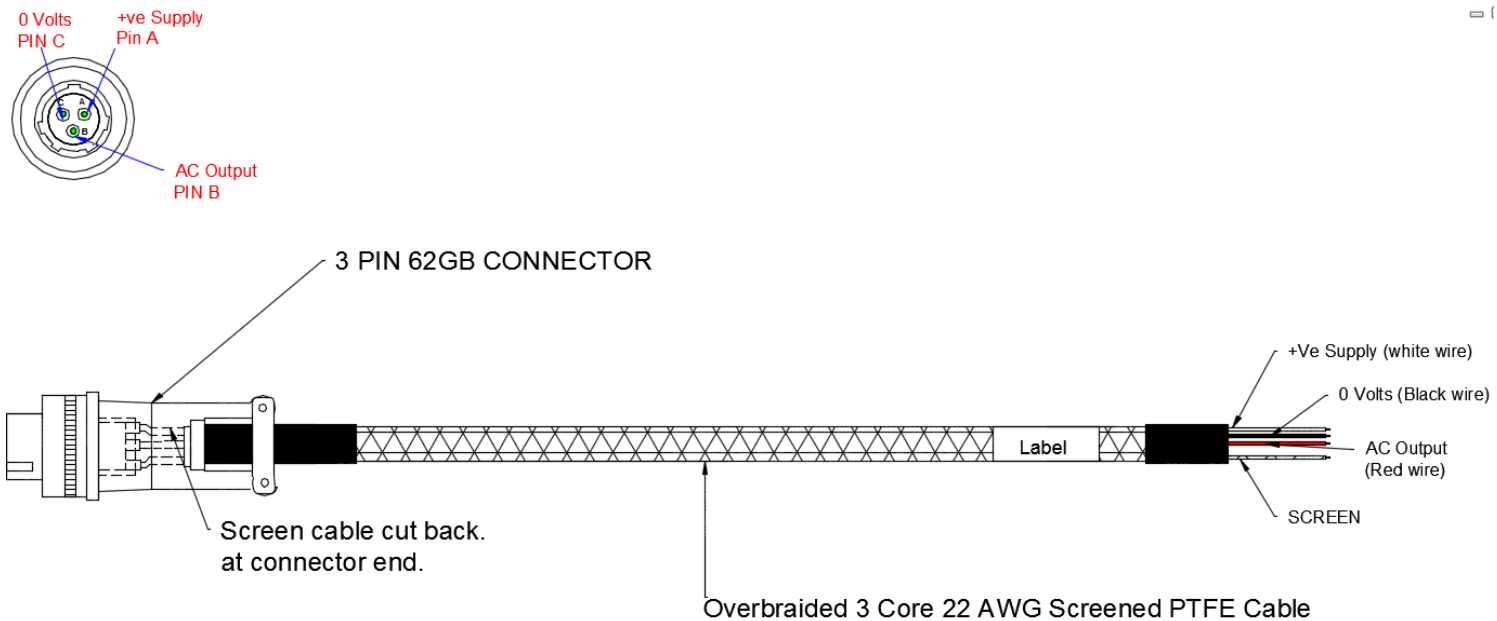 0 Volts
PIN C
+ve Supply
Pin A
C
A
B
AC Output
PIN B
3 PIN 62GB CONNECTOR
+Ve Supply (white wire)
0 Volts (Black wire)
Label
AC Output
(Red wire)
SCREEN
Screen cable cut back.
at connector end.
Overbraided 3 Core 22 AWG Screened PTFE Cable